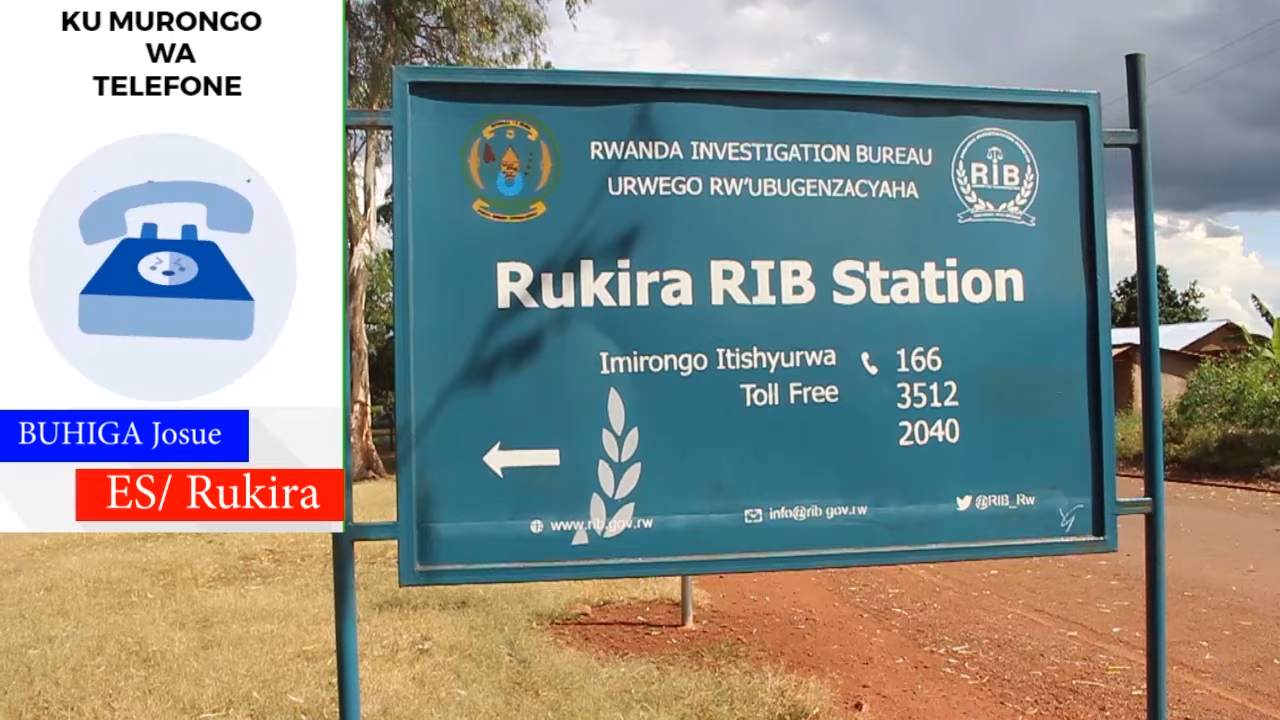 KU MURONGO
WA
TELEFONE
BUHIGA Josue
ES/ Rukira
RWANDA INVESTIGATION BUREAU
URWEGO RW'UBUGENZACYAHA
RIB
Rukira RIB Station
Imirongo Itishyurwa 166
Toll Free 3512
2040
www.rib.gov.rw
info@rib.gov.rw
@RIB_Rw